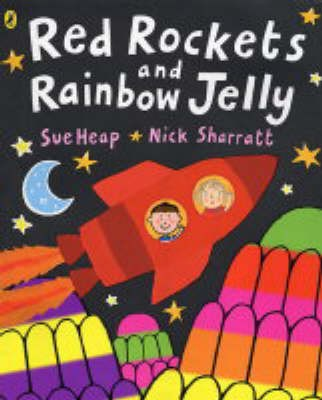 Red Rockets
and
Rainbow Jelly
Sue Heap ★ Nick Sharratt